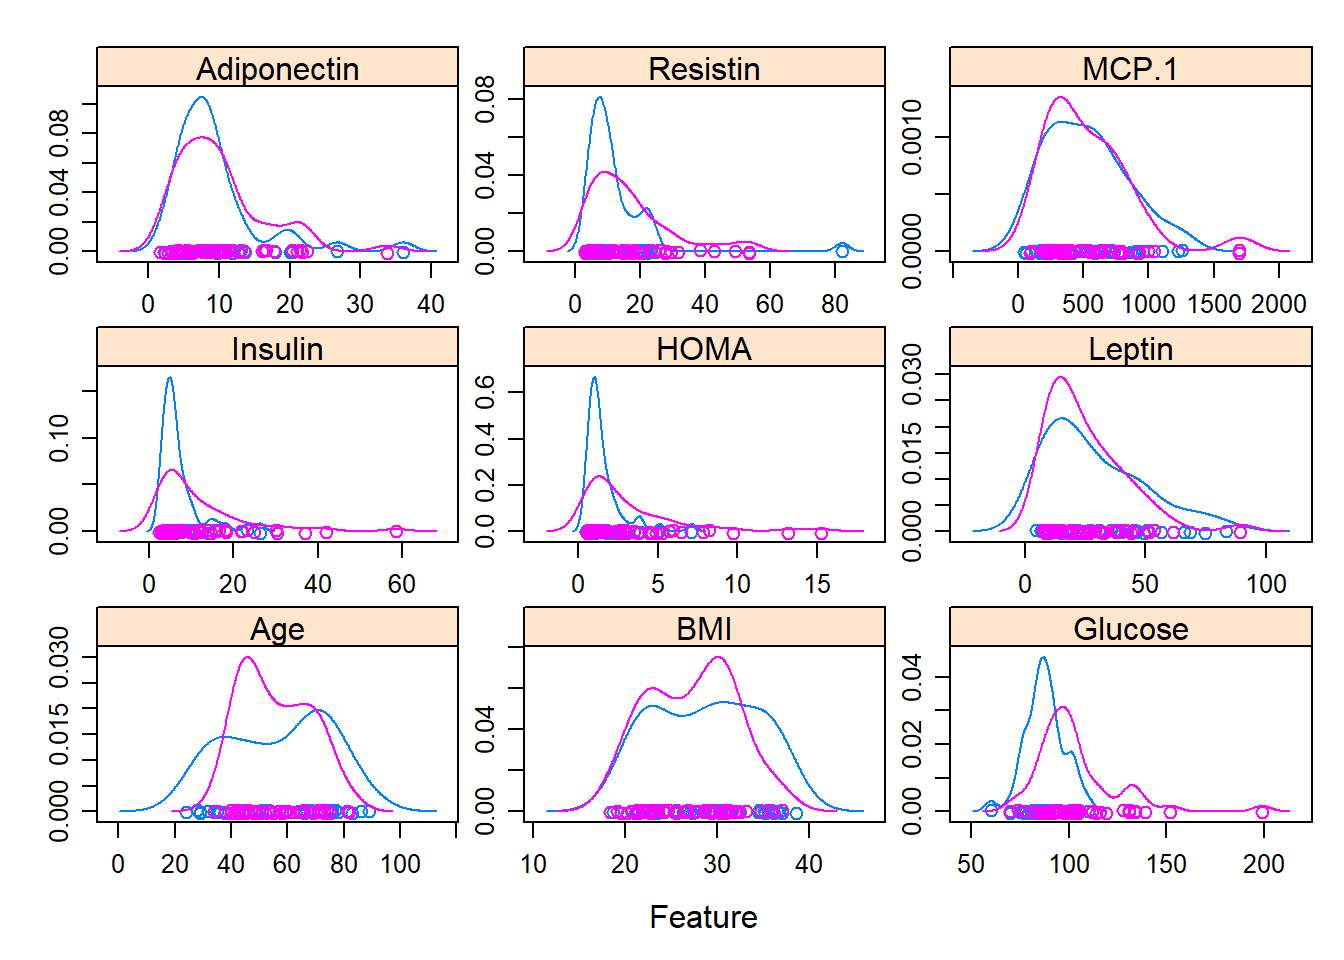 Adiponectin
0.00 0.04 0.08
0 10 20 30 40
Resistin
0.00 0.04 0.08
0 20 40 60 80
MCP.1
0.0000 0.0010
0 500 1000 1500 2000
Insulin
0.00 0.10
0 20 40 60
HOMA
0.0 0.2 0.4 0.6
0 5 10 15
Leptin
0.000 0.015 0.030
0 50 100
Age
0.000 0.015 0.030
0 20 40 60 80 100
BMI
0.00 0.04
10 20 30 40
Glucose
0.00 0.02 0.04
50 100 150 200
Feature